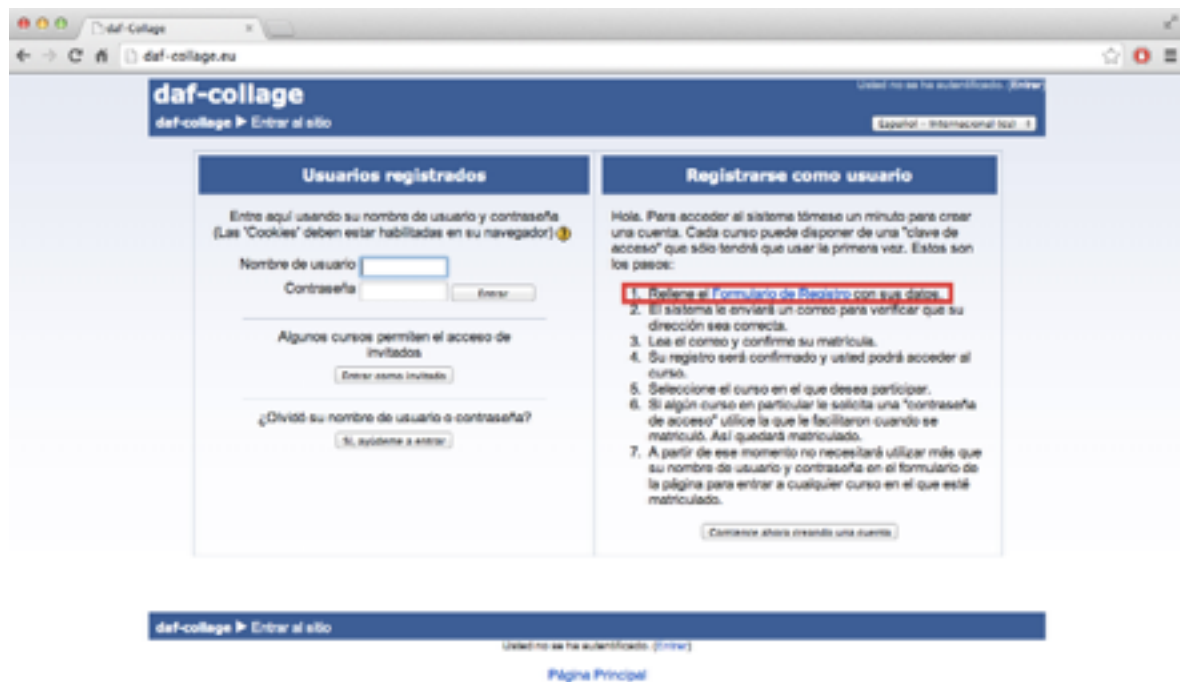 daf-Collage
daf-collage.eu
daf-collage
Usted no se ha autentificado. (Entrar)
daf-collage ► Entrar al sitio
Español - Internacional (es)
Usuarios registrados
Entre aquí usando su nombre de usuario y contraseña
(Las 'Cookies' deben estar habilitadas en su navegador)
Nombre de usuario
Contraseña
Entrar
Algunos cursos permiten el acceso de
invitados
Entrar como invitado
¿Olvidó su nombre de usuario o contraseña?
Sí, ayúdeme a entrar
Registrarse como usuario
Hola. Para acceder al sistema tómese un minuto para crear
una cuenta. Cada curso puede disponer de una "clave de
acceso" que sólo tendrá que usar la primera vez. Estos son
los pasos:
1. Rellene el Formulario de Registro con sus datos.
2. El sistema le enviará un correo para verificar que su
dirección sea correcta.
3. Lea el correo y confirme su matrícula.
4. Su registro será confirmado y usted podrá acceder al
curso.
5. Seleccione el curso en el que desea participar.
6. Si algún curso en particular le solicita una "contraseña
de acceso" utilice la que le facilitaron cuando se
matriculó. Así quedará matriculado.
7. A partir de ese momento no necesitará utilizar más que
su nombre de usuario y contraseña en el formulario de
la página para entrar a cualquier curso en el que esté
matriculado.
Comience ahora creando una cuenta
daf-collage ► Entrar al sitio
Usted no se ha autentificado. (Entrar)
Página Principal